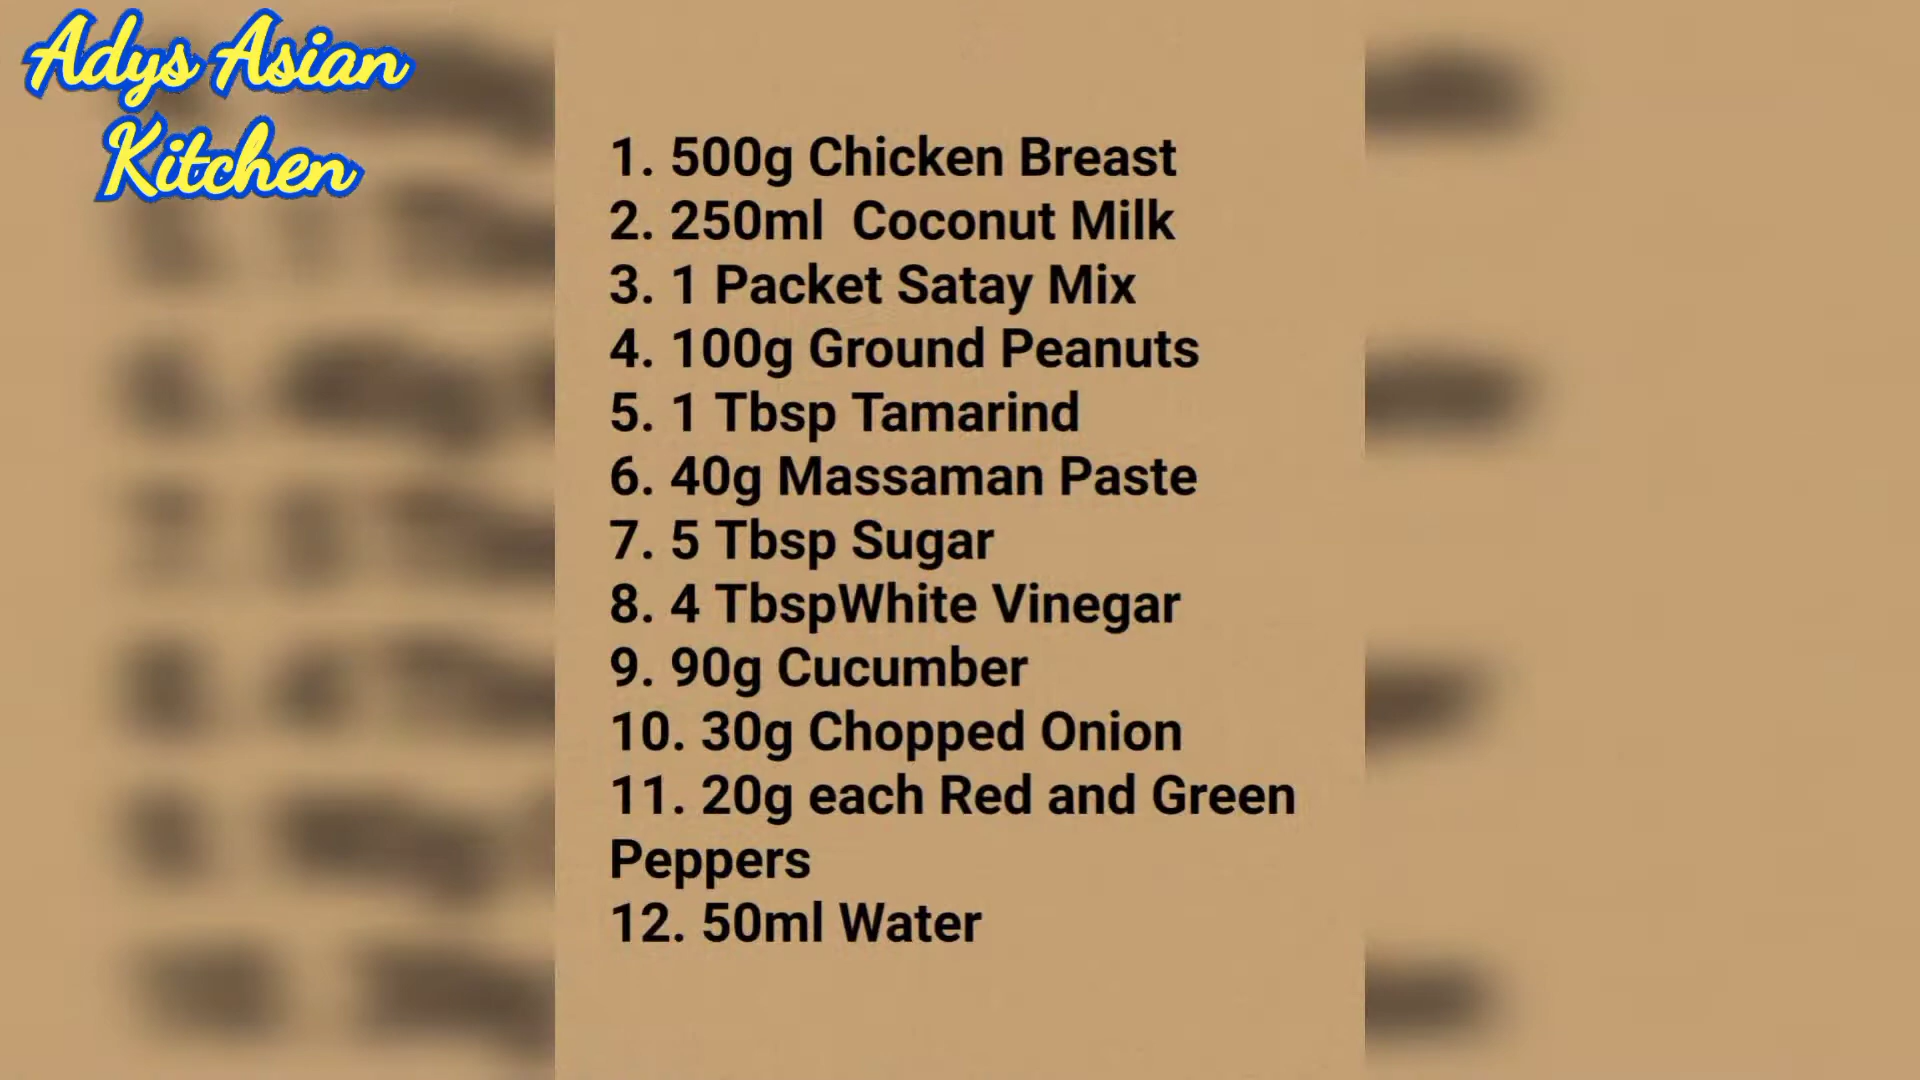 Adys Asian
Kitchen
1. 500g Chicken Breast
2. 250ml  Coconut Milk
3. 1 Packet Satay Mix
4. 100g Ground Peanuts
5. 1 Tbsp Tamarind
6. 40g Massaman Paste
7. 5 Tbsp Sugar
8. 4 TbspWhite Vinegar
9. 90g Cucumber
10. 30g Chopped Onion
11. 20g each Red and Green
Peppers
12. 50ml Water